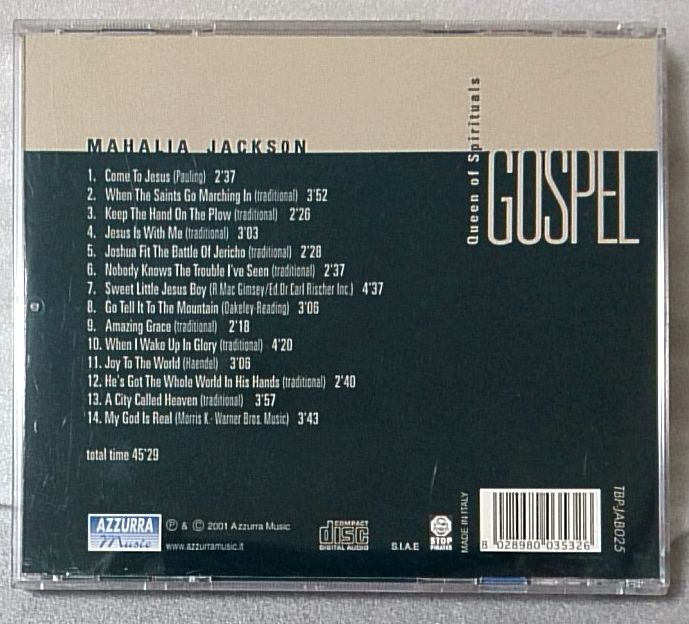 MAHALIA JACKSON
Queen of Spirituals
GOSPEL
1. Come To Jesus (Pauling) 2'37
2. When The Saints Go Marching In (traditional) 3'52
3. Keep The Hand On The Plow (traditional) 2'26
4. Jesus Is With Me (traditional) 3'03
5. Joshua Fit The Battle Of Jericho (traditional) 2'28
6. Nobody Knows The Trouble I've Seen (traditional) 2'37
7. Sweet Little Jesus Boy (R.Mac Gimsey/Ed.Dr Carl Rischer Inc.) 4'37
8. Go Tell It To The Mountain (Oakeley-Reading) 3'06
9. Amazing Grace (traditional) 2'18
10. When I Wake Up In Glory (traditional) 4'20
11. Joy To The World (Haendel) 3'06
12. He's Got The Whole World In His Hands (traditional) 2'40
13. A City Called Heaven (traditional) 3'57
14. My God Is Real (Morris K.- Warner Bros. Music) 3'43
total time 45'29
AZZURRA
Music
℗ & © 2001 Azzurra Music
www.azzurramusic.it
COMPACT
disc
DIGITAL AUDIO
S.I.A.E
STOP
PIRATES
MADE IN ITALY
8 028980 035326
TBPJAB025